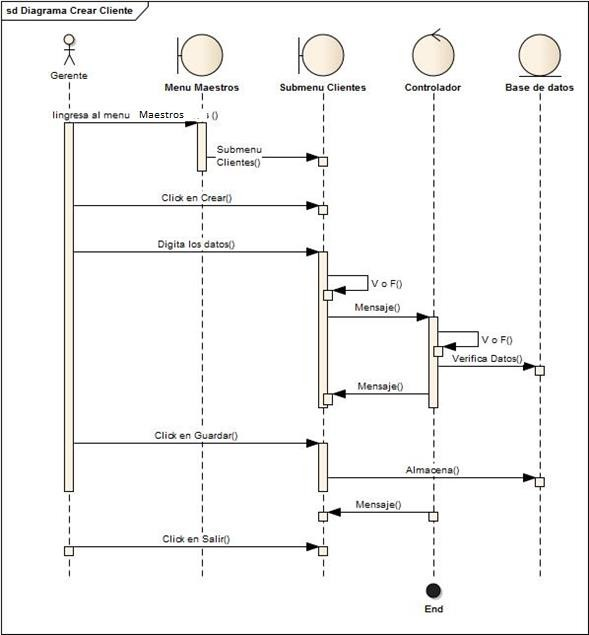 sd Diagrama Crear Cliente
Gerente
Menu Maestros
Submenu Clientes
Controlador
Base de datos
Iingresa al menu Maestros s ()
Submenu
Clientes()
Click en Crear()
Digita los datos()
V o F()
Mensaje()
V o F()
Verifica Datos()
Mensaje()
Click en Guardar()
Almacena()
Mensaje()
Click en Salir()
End